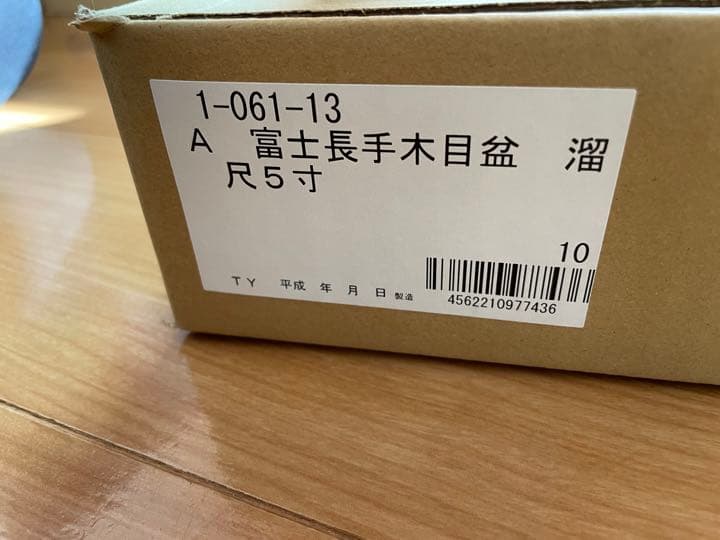 1-061-13
A　富士長手木目盆　溜
尺5寸
10
TY　平成　年　月　日　製造
4562210977436